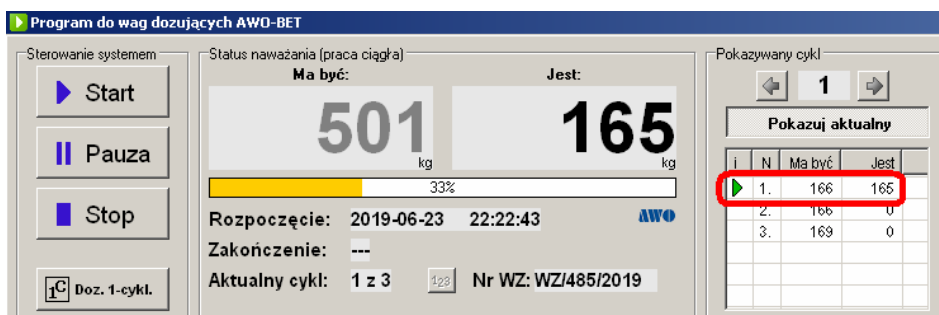 Program do wag dozujących AWO-BET
Sterowanie systemem
Start
Pauza
Stop
1C Doz. 1-cykl.
Status naważania (praca ciągła)
Ma być: Jest:
501 kg 165 kg
33%
Rozpoczęcie: 2019-06-23 22:22:43 AWO
Zakończenie: ---
Aktualny cykl: 1 z 3 123 Nr WZ: WZ/485/2019
Pokazywany cykl
1
Pokazuj aktualny
i N Ma być Jest
1. 166 165
2. 166 0
3. 169 0